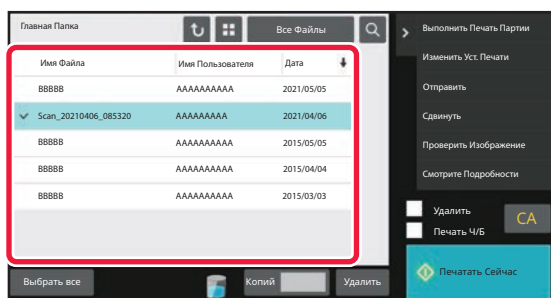 Главная Папка
Все Файлы
Имя Файла Имя Пользователя Дата
BBBBB AAAAAAAAAA 2021/05/05
Scan_20210406_085320 AAAAAAAAA 2021/04/06
BBBBB AAAAAAAAAA 2015/05/05
BBBBB AAAAAAAAAA 2015/04/04
BBBBB AAAAAAAAAA 2015/03/03
Выбрать все
Копий
Удалить
Выполнить Печать Партии
Изменить Уст. Печати
Отправить
Сдвинуть
Проверить Изображение
Смотрите Подробности
Удалить
Печать Ч/Б
CA
Печатать Сейчас